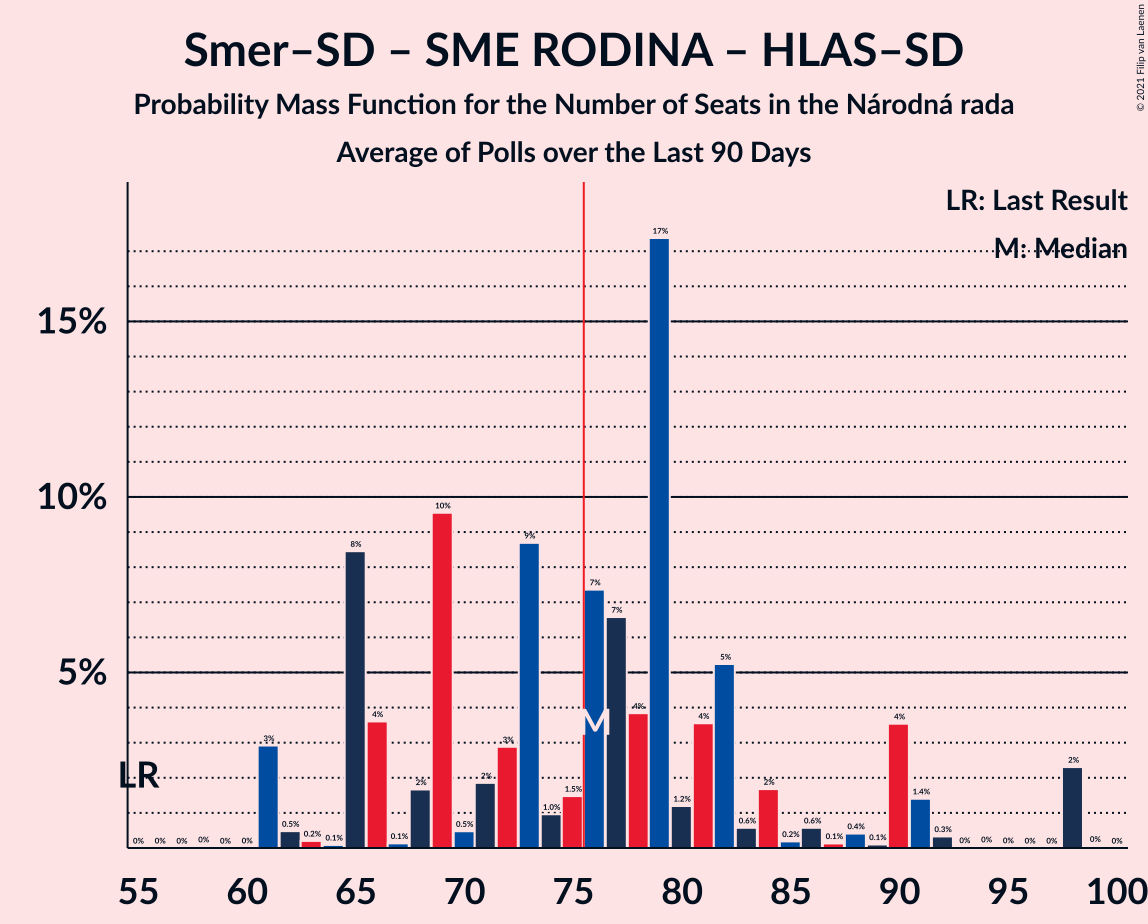 Smer–SD – SME RODINA – HLAS–SD
Probability Mass Function for the Number of Seats in the Národná rada
Average of Polls over the Last 90 Days
© 2021 Filip van Laenen
LR: Last Result
M: Median
15%
10%
5%
LR
M
0% 0% 0% 0% 0% 0% 3% 0.5% 0.2% 0.1% 8% 4% 0.1% 2% 10% 0.5% 2% 3% 9% 1.0% 1.5% 7% 7% 4% 17% 1.2% 4% 5% 0.6% 2% 0.2% 0.6% 0.1% 0.4% 0.1% 4% 1.4% 0.3% 0% 0% 0% 0% 0% 2% 0% 0%
55 60 65 70 75 80 85 90 95 100